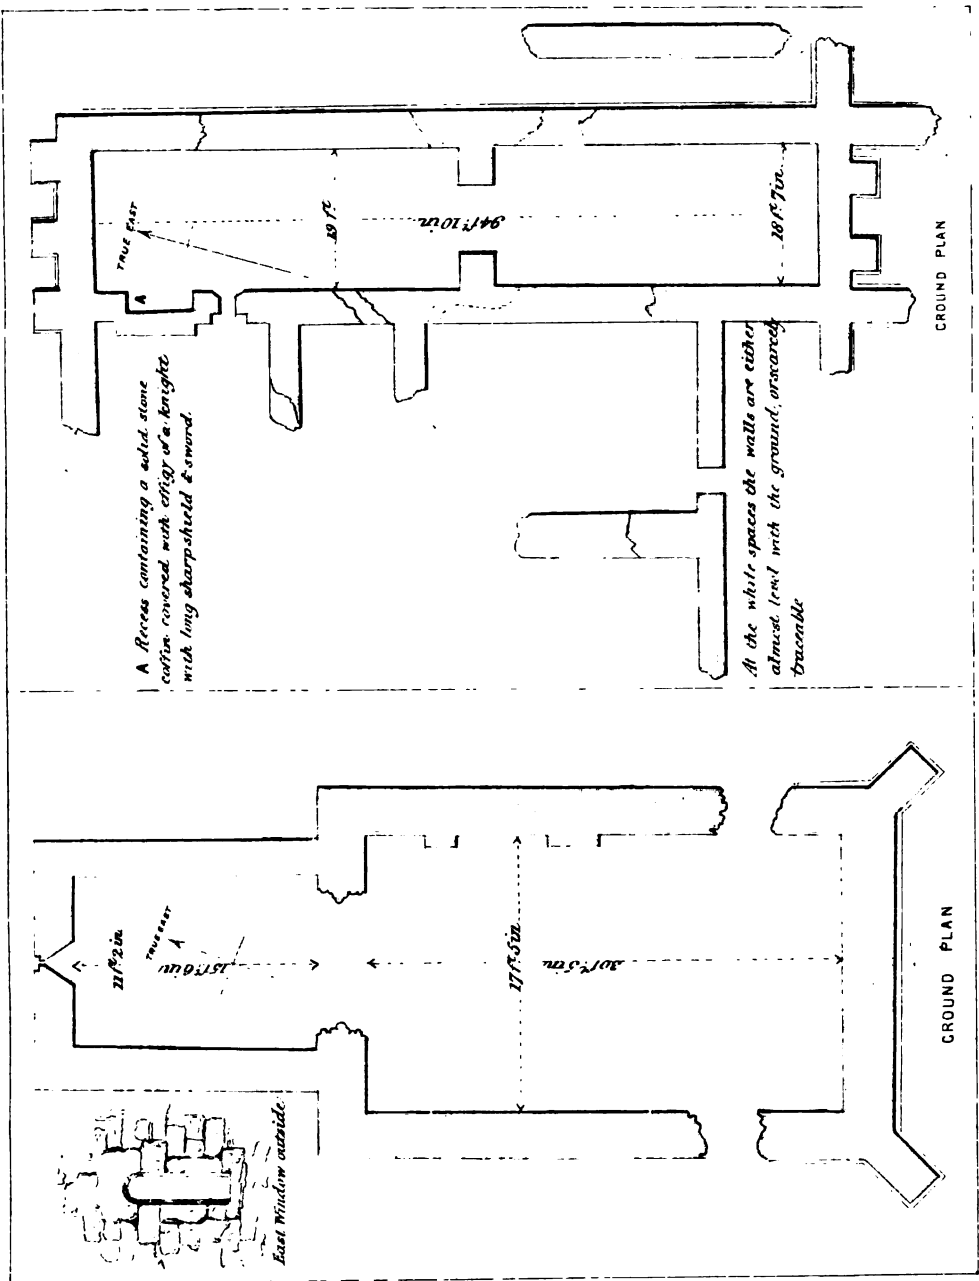 TRUE EAST
19 ft.
94 ft. 10 in
18 ft. 7 in
A
GROUND PLAN
A Recess containing a solid stone
coffin covered with effigy of a knight
with long sharp shield & sword.
At the white spaces the walls are either
almost level with the ground, or scarcely
traceable
11 ft. 2 in.
TRUE EAST
15 ft. 6 in
17 ft. 5 in
30 ft. 5 in
GROUND PLAN
East Window outside